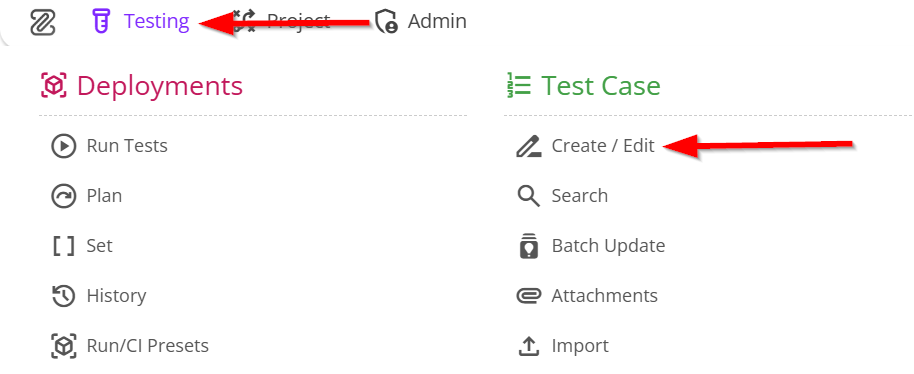 Testing Project Admin
Deployments
Run Tests
Plan
Set
History
Run/CI Presets
Test Case
Create / Edit
Search
Batch Update
Attachments
Import